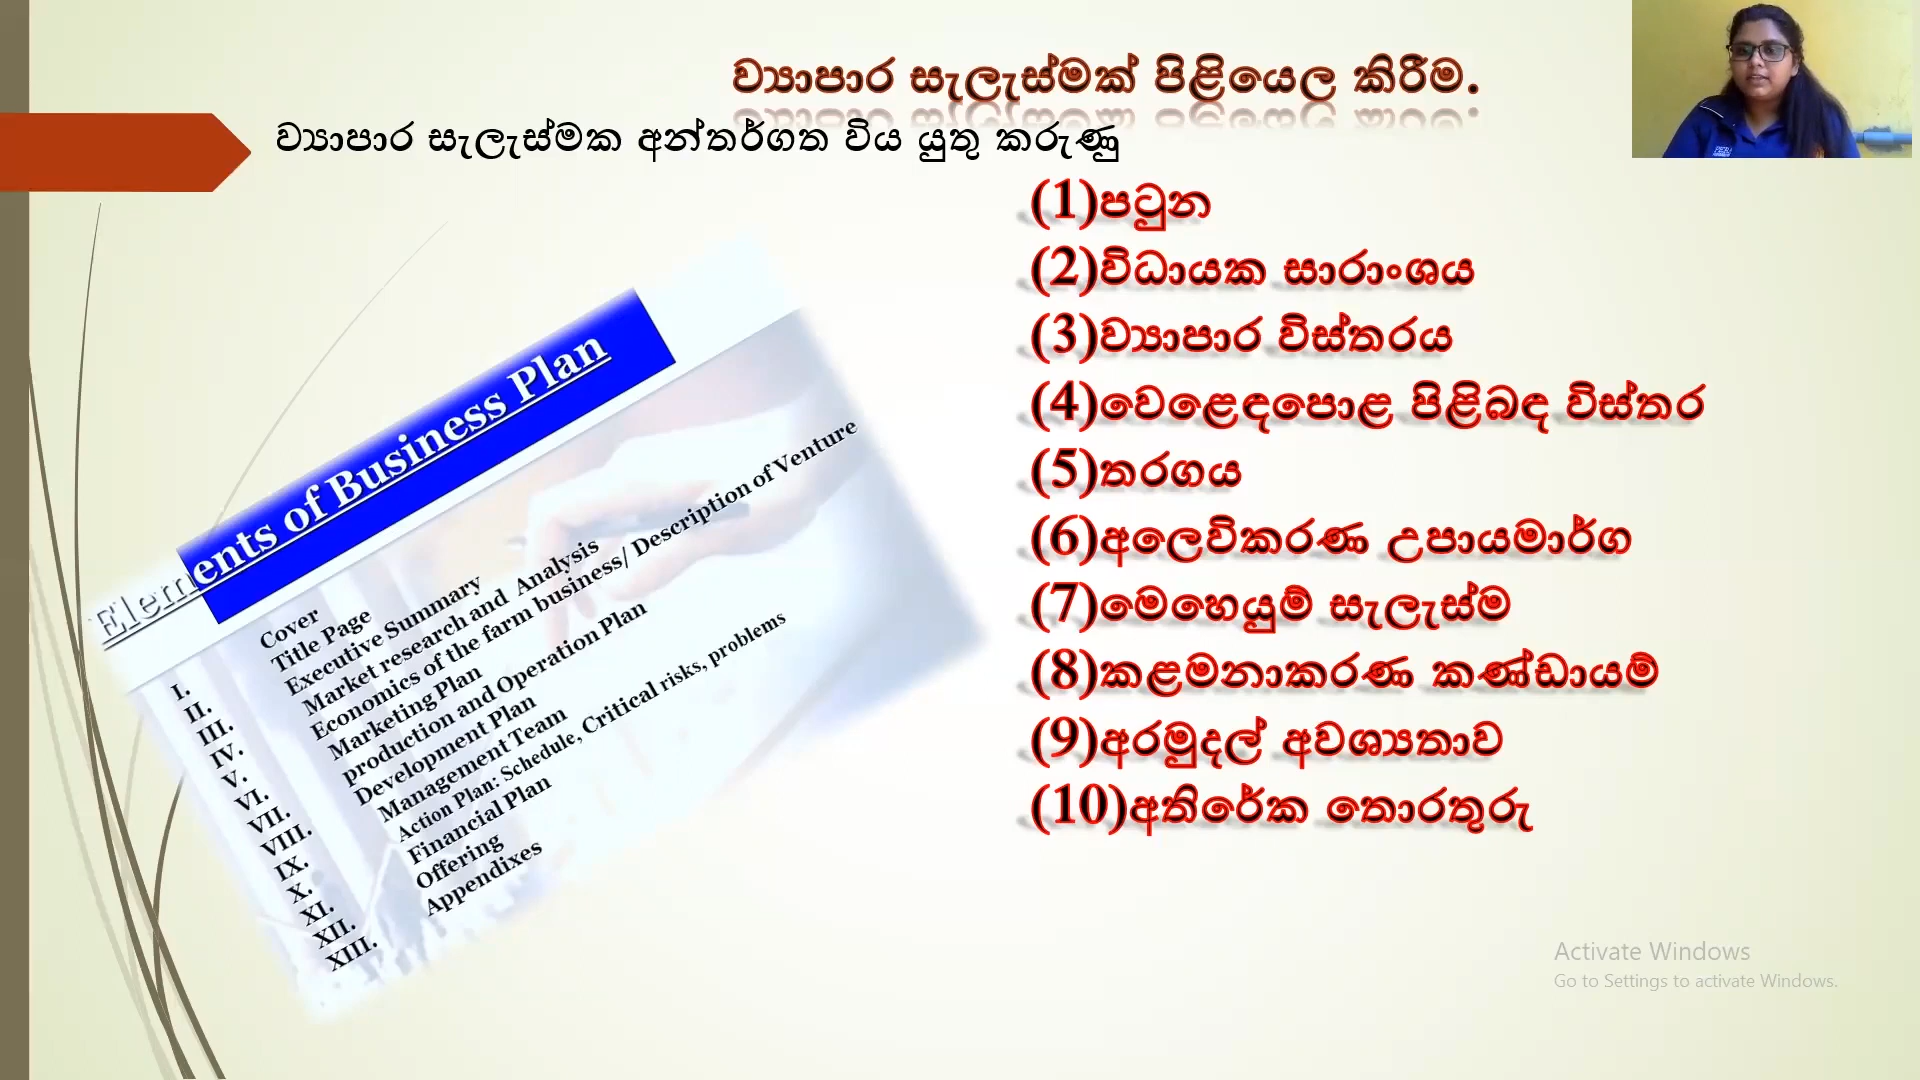 ව්‍යාපාර සැලැස්මක් පිළියෙල කිරීම.
ව්‍යාපාර සැලැස්මක අන්තර්ගත විය යුතු කරුණු
(1)පටුන
(2)විධායක සාරාංශය
(3)ව්‍යාපාර විස්තරය
(4)වෙළෙඳපොළ පිළිබඳ විස්තර
(5)තරගය
(6)අලෙවිකරණ උපායමාර්ග
(7)මෙහෙයුම් සැලැස්ම
(8)කළමනාකරණ කණ්ඩායම්
(9)අරමුදල් අවශ්‍යතාව
(10)අතිරේක තොරතුරු
Elements of Business Plan
I. Cover
II. Title Page
III. Executive Summary
IV. Market research and Analysis
V. Economics of the farm business/ Description of Venture
VI. Marketing Plan
VII. production and Operation Plan
VIII. Development Plan
IX. Management Team
X. Action Plan: Schedule, Critical risks, problems
XI. Financial Plan
XII. Offering
XIII. Appendixes
Activate Windows
Go to Settings to activate Windows.